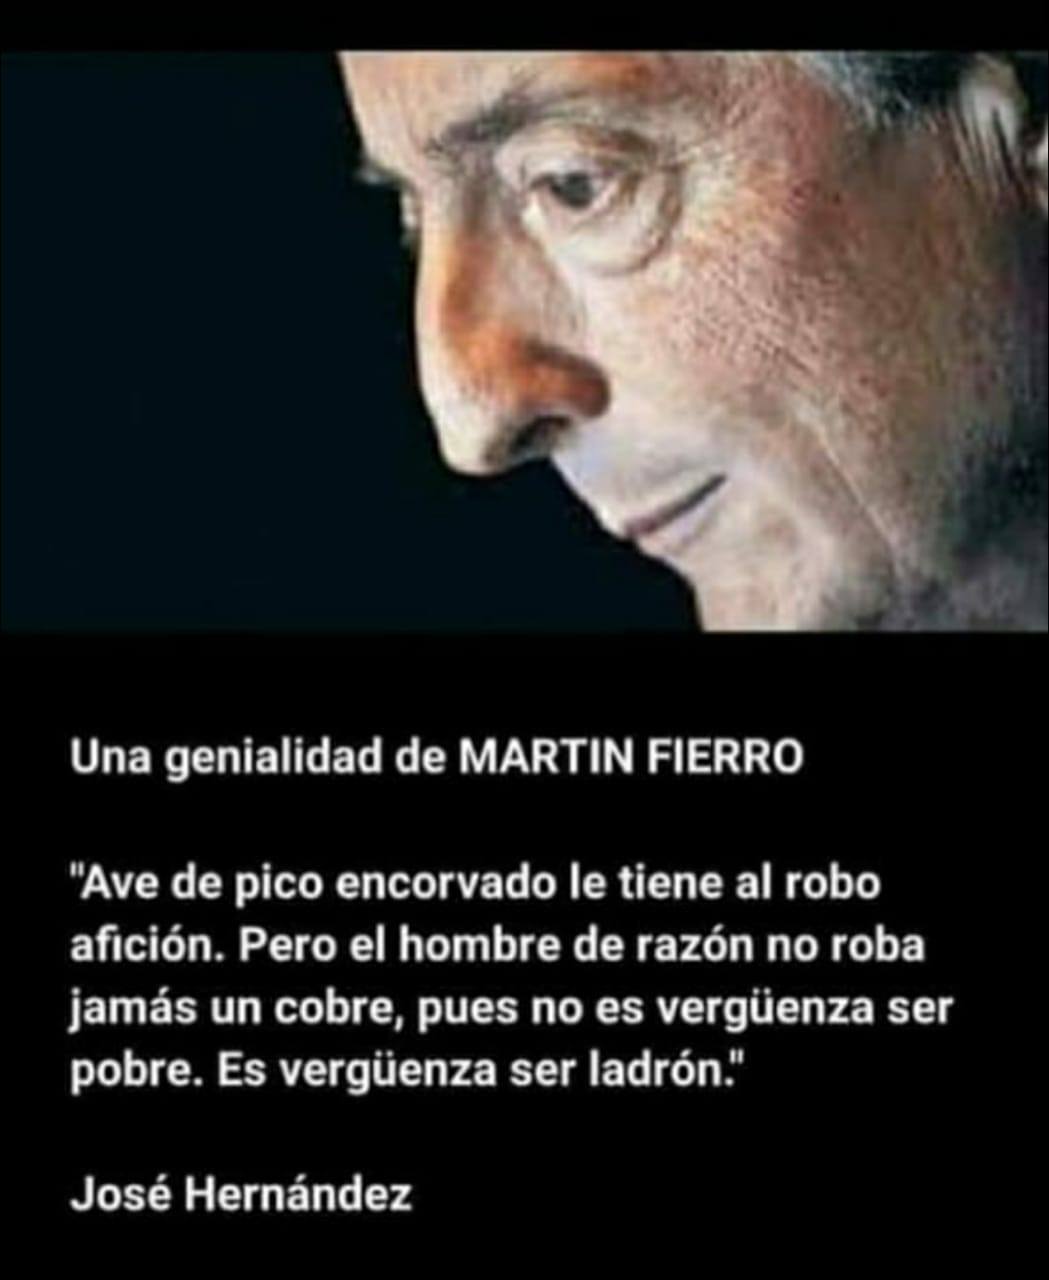 Una genialidad de MARTIN FIERRO
"Ave de pico encorvado le tiene al robo
afición. Pero el hombre de razón no roba
jamás un cobre, pues no es vergüenza ser
pobre. Es vergüenza ser ladrón."
José Hernández